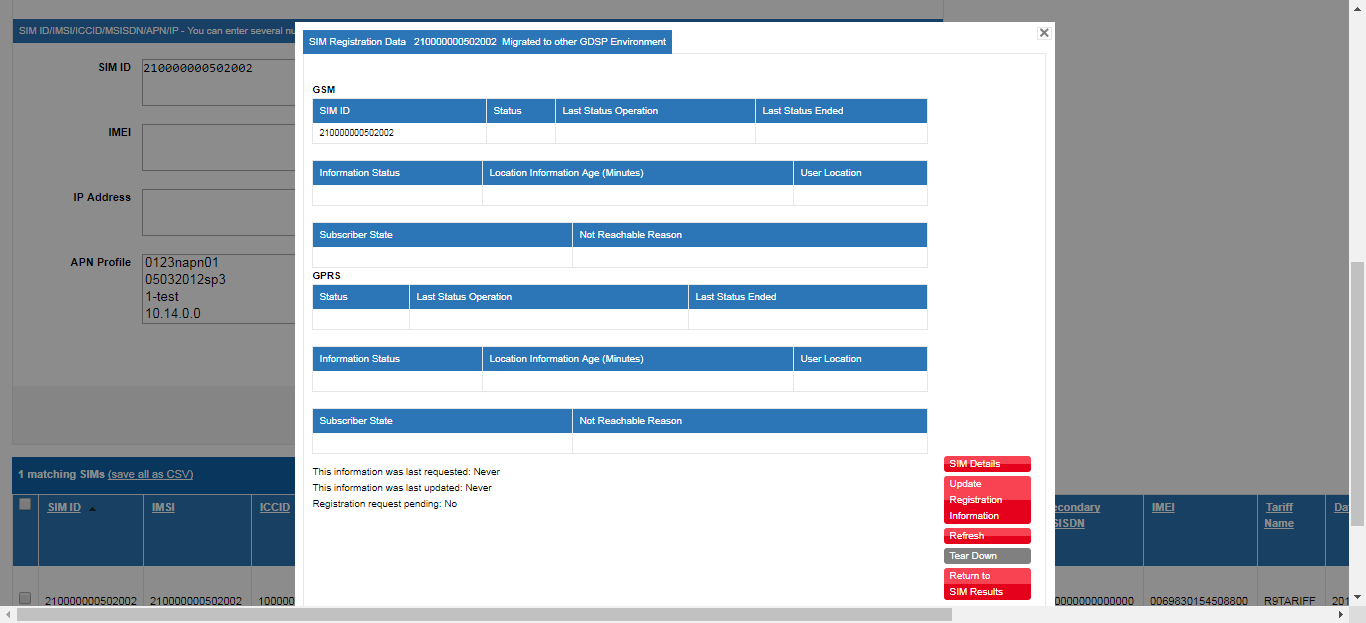 SIM ID/IMSI/ICCID/MSISDN/APN/IP - You can enter several nu
SIM ID
210000000502002
IMEI
IP Address
APN Profile
0123napn01
05032012sp3
1-test
10.14.0.0
SIM Registration Data 210000000502002 Migrated to other GDSP Environment
GSM
SIM ID Status Last Status Operation Last Status Ended
210000000502002
Information Status Location Information Age (Minutes) User Location
Subscriber State Not Reachable Reason
GPRS
Status Last Status Operation Last Status Ended
Information Status Location Information Age (Minutes) User Location
Subscriber State Not Reachable Reason
This information was last requested: Never
This information was last updated: Never
Registration request pending: No
SIM Details
Update
Registration
Information
Refresh
Tear Down
Return to
SIM Results
1 matching SIMs (save all as CSV)
SIM ID IMSI ICCID
econdary
SISDN
IMEI
Tariff
Name
Da
210000000502002 210000000502002 100000
0000000000000 0069830154508800 R9TARIFF 201